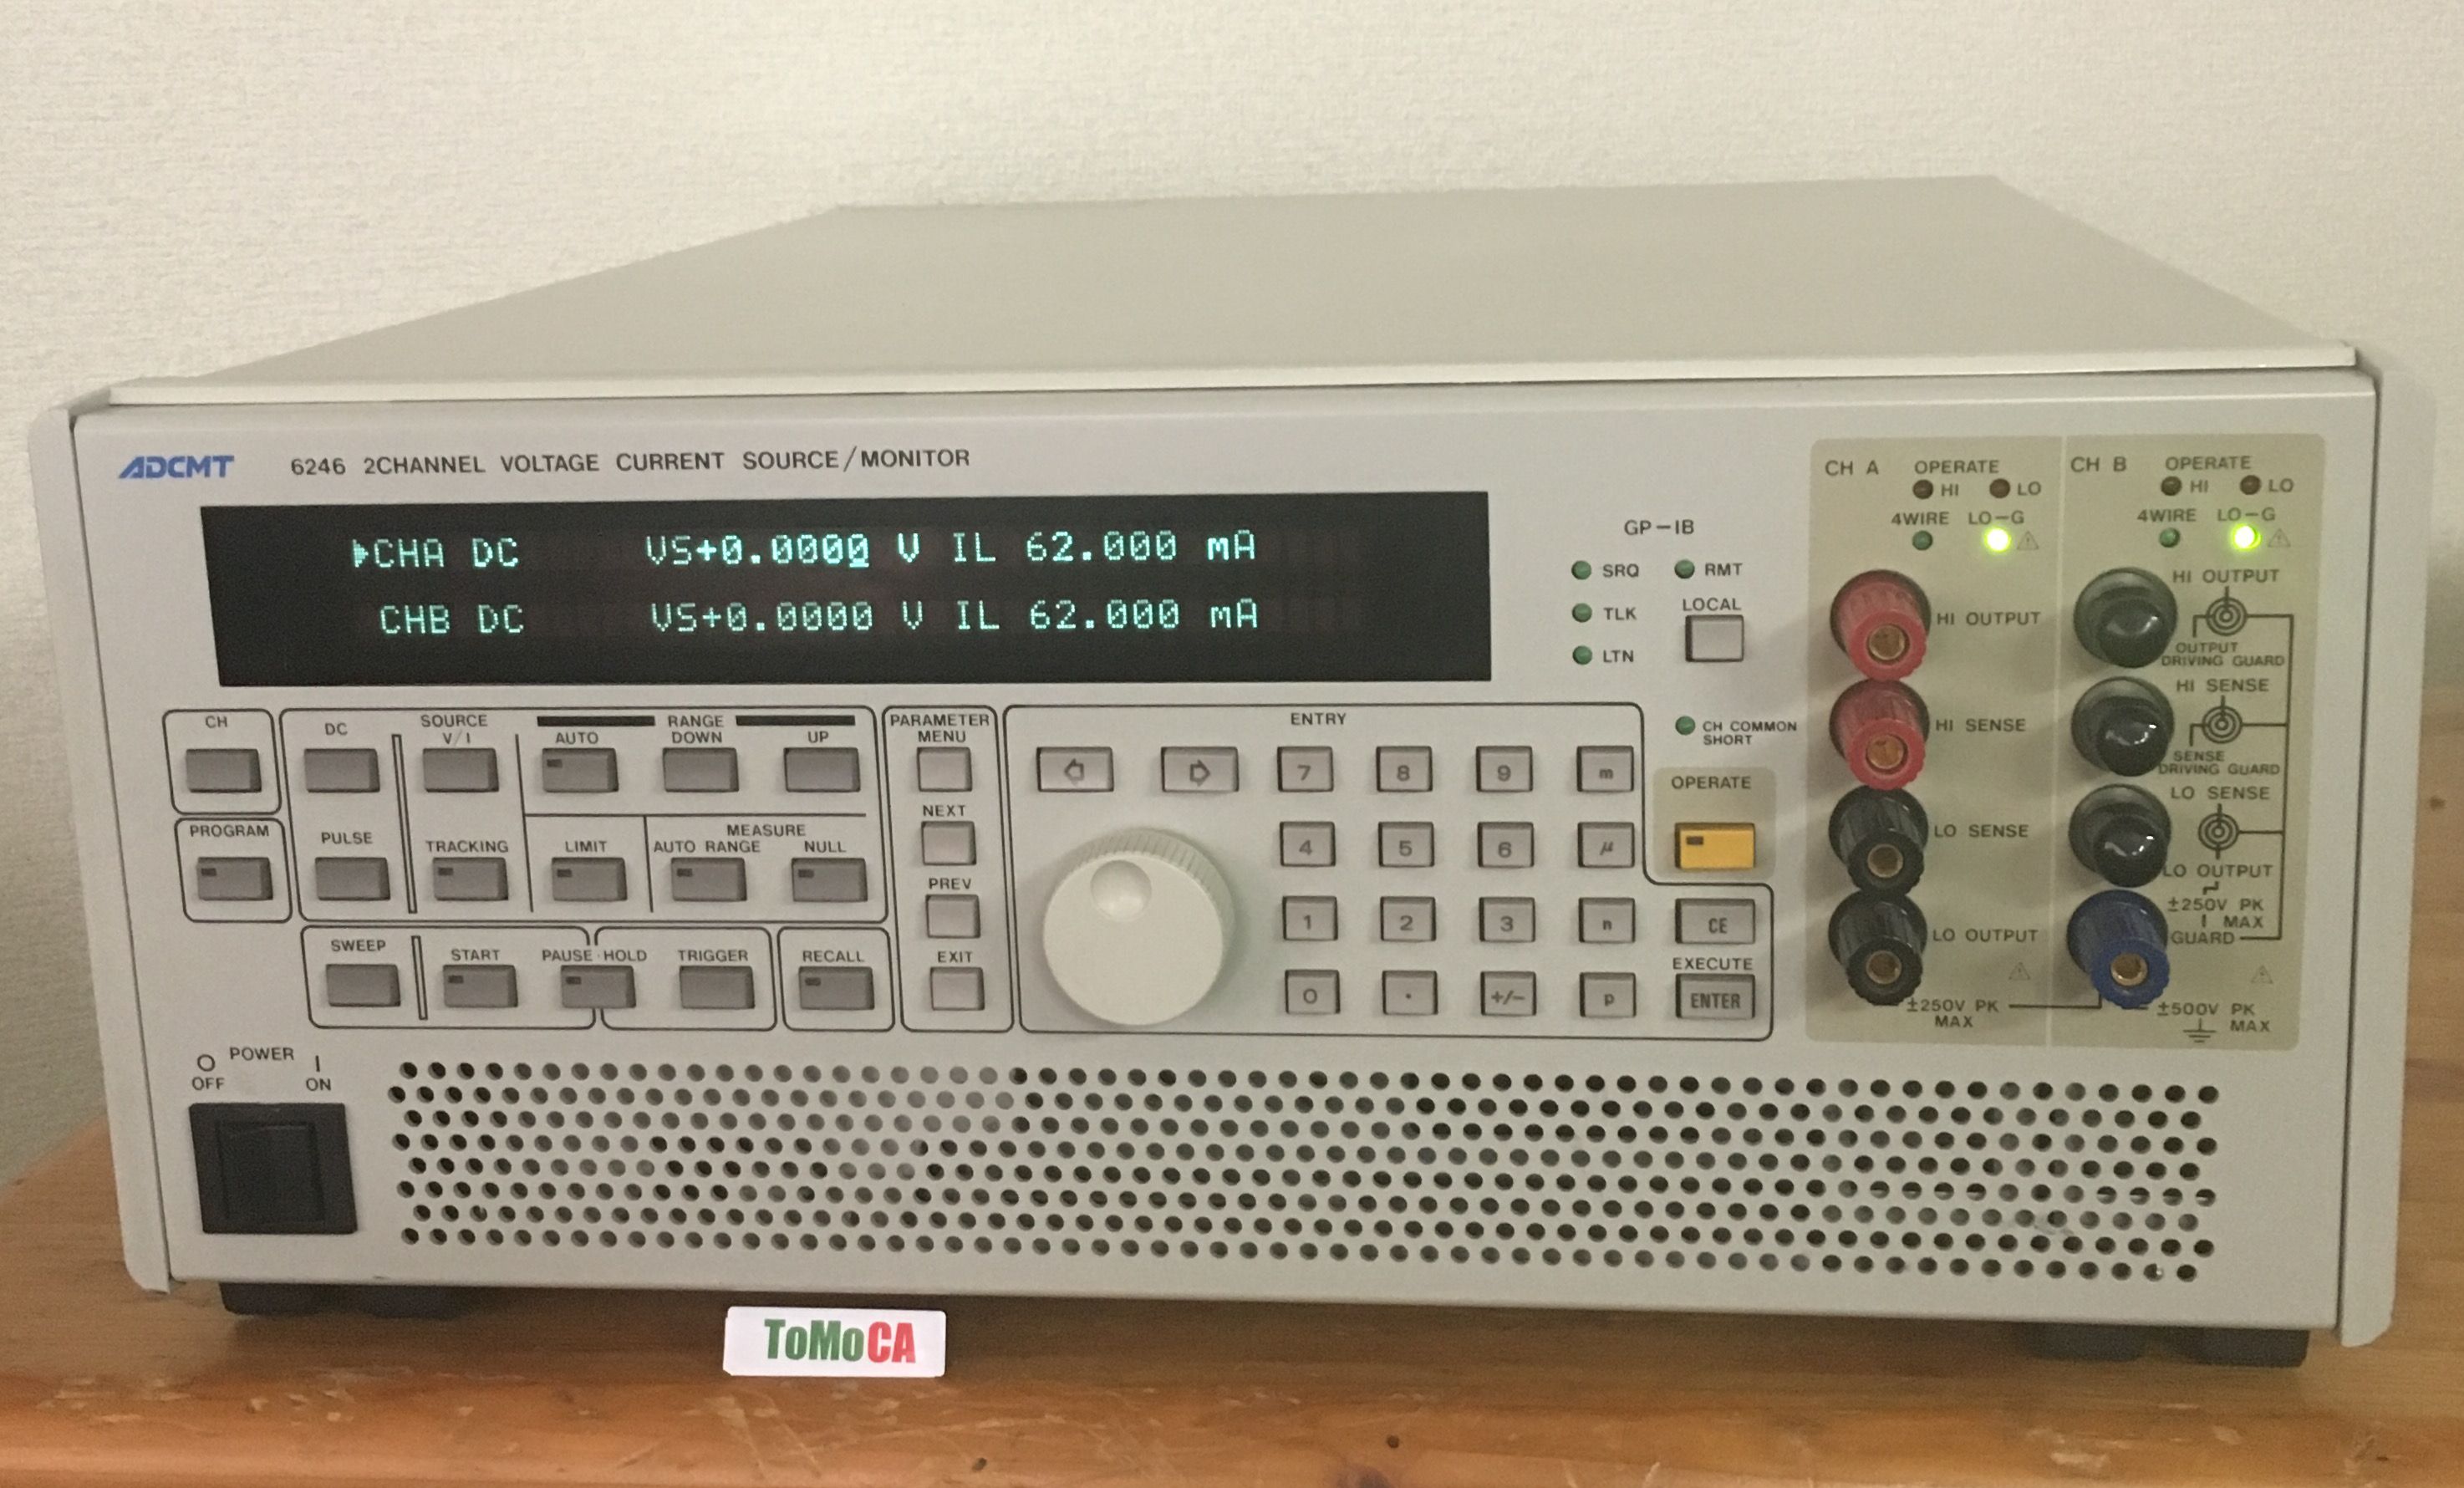 ADCMT 6246 2CHANNEL VOLTAGE CURRENT SOURCE/MONITOR
CHA DC VS+0.0000 V IL 62.000 mA
CHB DC VS+0.0000 V IL 62.000 mA
CH
DC
SOURCE
V/I
RANGE
AUTO DOWN UP
PROGRAM
PULSE
TRACKING
LIMIT
MEASURE
AUTO RANGE NULL
SWEEP
START PAUSE·HOLD TRIGGER
RECALL
PARAMETER
MENU
NEXT
PREV
EXIT
ENTRY
7 8 9 m
4 5 6 μ
1 2 3 n
0 . +/− p
GP−IB
SRQ RMT
TLK
LTN
LOCAL
CH COMMON
SHORT
OPERATE
CE
EXECUTE
ENTER
CH A OPERATE
HI LO
4WIRE LO−G
HI OUTPUT
HI SENSE
LO SENSE
LO OUTPUT
±250V PK
MAX
CH B OPERATE
HI LO
4WIRE LO−G
HI OUTPUT
OUTPUT
DRIVING GUARD
HI SENSE
SENSE
DRIVING GUARD
LO SENSE
LO OUTPUT
±250V PK
MAX
GUARD
±500V PK
MAX
POWER
O I
OFF ON
ToMoCA